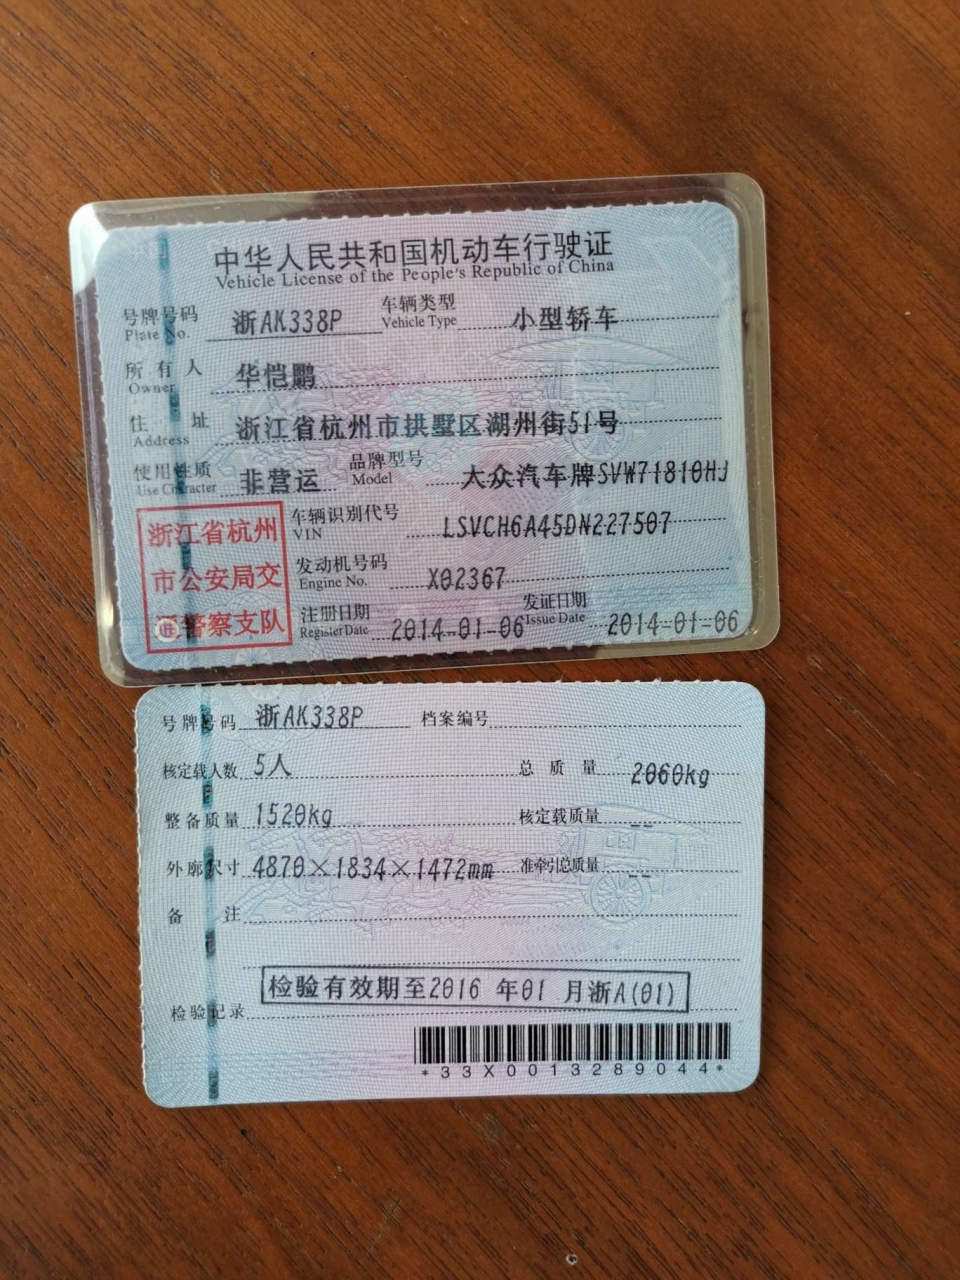 中华人民共和国机动车行驶证
Vehicle License of the People's Republic of China
号牌号码 浙AK338P 车辆类型 小型轿车
Plate No. Vehicle Type
所有人 华恺鹏
Owner
住址 浙江省杭州市拱墅区湖州街51号
Address
使用性质 非营运 品牌型号 大众汽车牌SVW71810HJ
Use Character Model
浙江省杭州
市公安局交
警察支队
车辆识别代号 LSVCH6A45DN227507
VIN
发动机号码 X02367
Engine No.
注册日期 2014-01-06 发证日期 2014-01-06
Register Date Issue Date
号牌号码 浙AK338P 档案编号
核定载人数 5人 总质量 2060kg
整备质量 1520kg 核定载质量 --
外廓尺寸 4870×1834×1472mm 准牵引总质量 --
备注
检验有效期至2016 年01 月浙A(01)
检验记录
*33X0013289044*